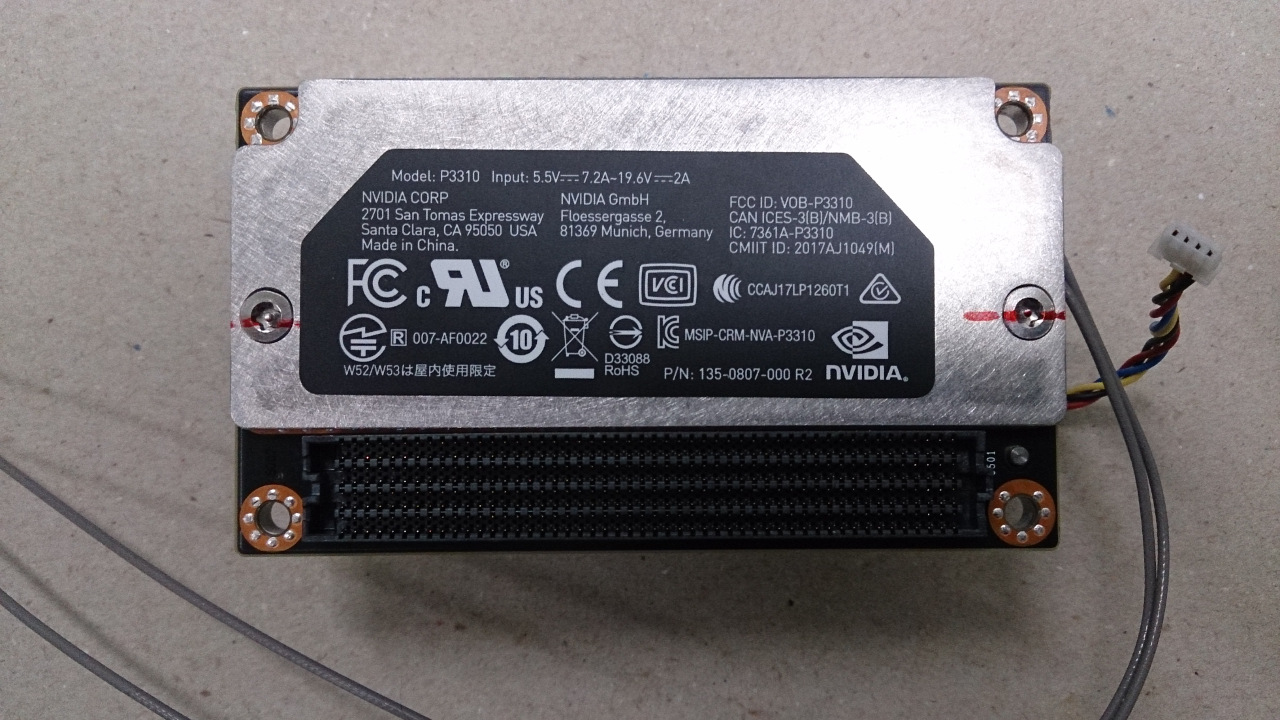 Model: P3310 Input: 5.5V⎓7.2A~19.6V⎓2A
NVIDIA CORP
2701 San Tomas Expressway
Santa Clara, CA 95050 USA
Made in China.
NVIDIA GmbH
Floessergasse 2,
81369 Munich, Germany
FCC ID: VOB-P3310
CAN ICES-3(B)/NMB-3(B)
IC: 7361A-P3310
CMIIT ID: 2017AJ1049(M)
FC C UL® US CE VCCI CCAJ17LP1260T1
R 007-AF0022 10 D33088 MSIP-CRM-NVA-P3310
RoHS
W52/W53は屋内使用限定
P/N: 135-0807-000 R2
NVIDIA.